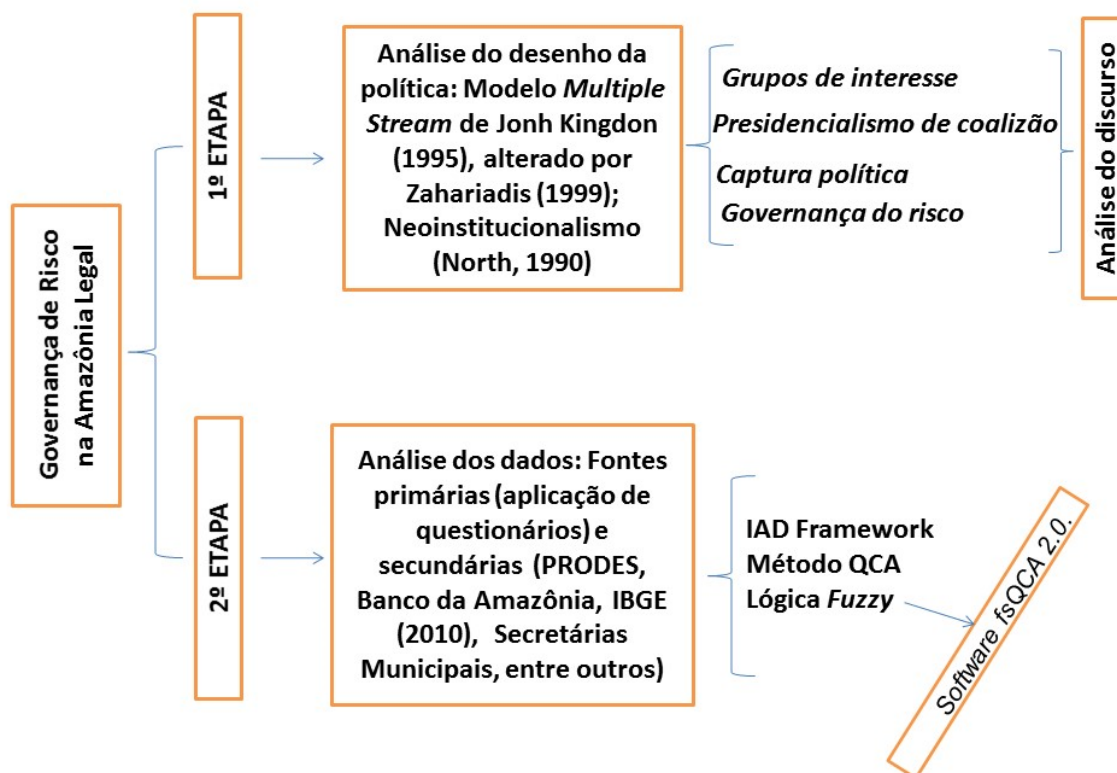 Governança de Risco
na Amazônia Legal
1º ETAPA
Análise do desenho da
política: Modelo Multiple
Stream de Jonh Kingdon
(1995), alterado por
Zahariadis (1999);
Neoinstitucionalismo
(North, 1990)
Grupos de interesse
Presidencialismo de coalizão
Captura política
Governança do risco
Análise do discurso
2º ETAPA
Análise dos dados: Fontes
primárias (aplicação de
questionários) e
secundárias (PRODES,
Banco da Amazônia, IBGE
(2010), Secretárias
Municipais, entre outros)
IAD Framework
Método QCA
Lógica Fuzzy
Software fsQCA 2.0.